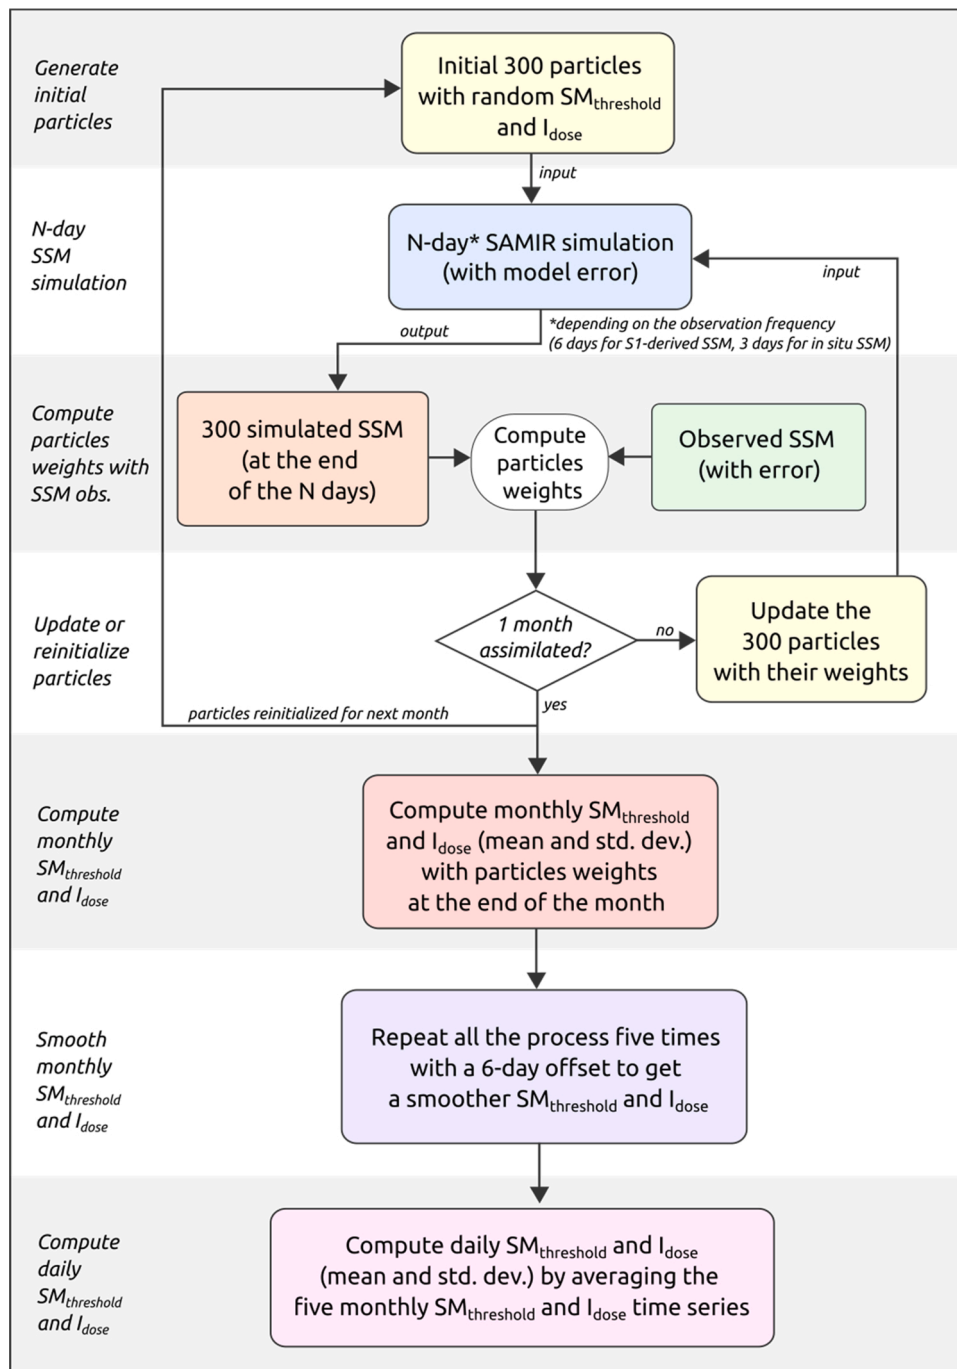 Generate
initial
particles
Initial 300 particles
with random SMthreshold
and Idose
input
N-day
SSM
simulation
N-day* SAMIR simulation
(with model error)
input
output
*depending on the observation frequency
(6 days for S1-derived SSM, 3 days for in situ SSM)
Compute
particles
weights with
SSM obs.
300 simulated SSM
(at the end
of the N days)
Compute
particles
weights
Observed SSM
(with error)
Update or
reinitialize
particles
1 month
assimilated?
no
Update the
300 particles
with their weights
yes
particles reinitialized for next month
Compute
monthly
SMthreshold
and Idose
Compute monthly SMthreshold
and Idose (mean and std. dev.)
with particles weights
at the end of the month
Smooth
monthly
SMthreshold
and Idose
Repeat all the process five times
with a 6-day offset to get
a smoother SMthreshold and Idose
Compute
daily
SMthreshold
and Idose
Compute daily SMthreshold and Idose
(mean and std. dev.) by averaging the
five monthly SMthreshold and Idose time series